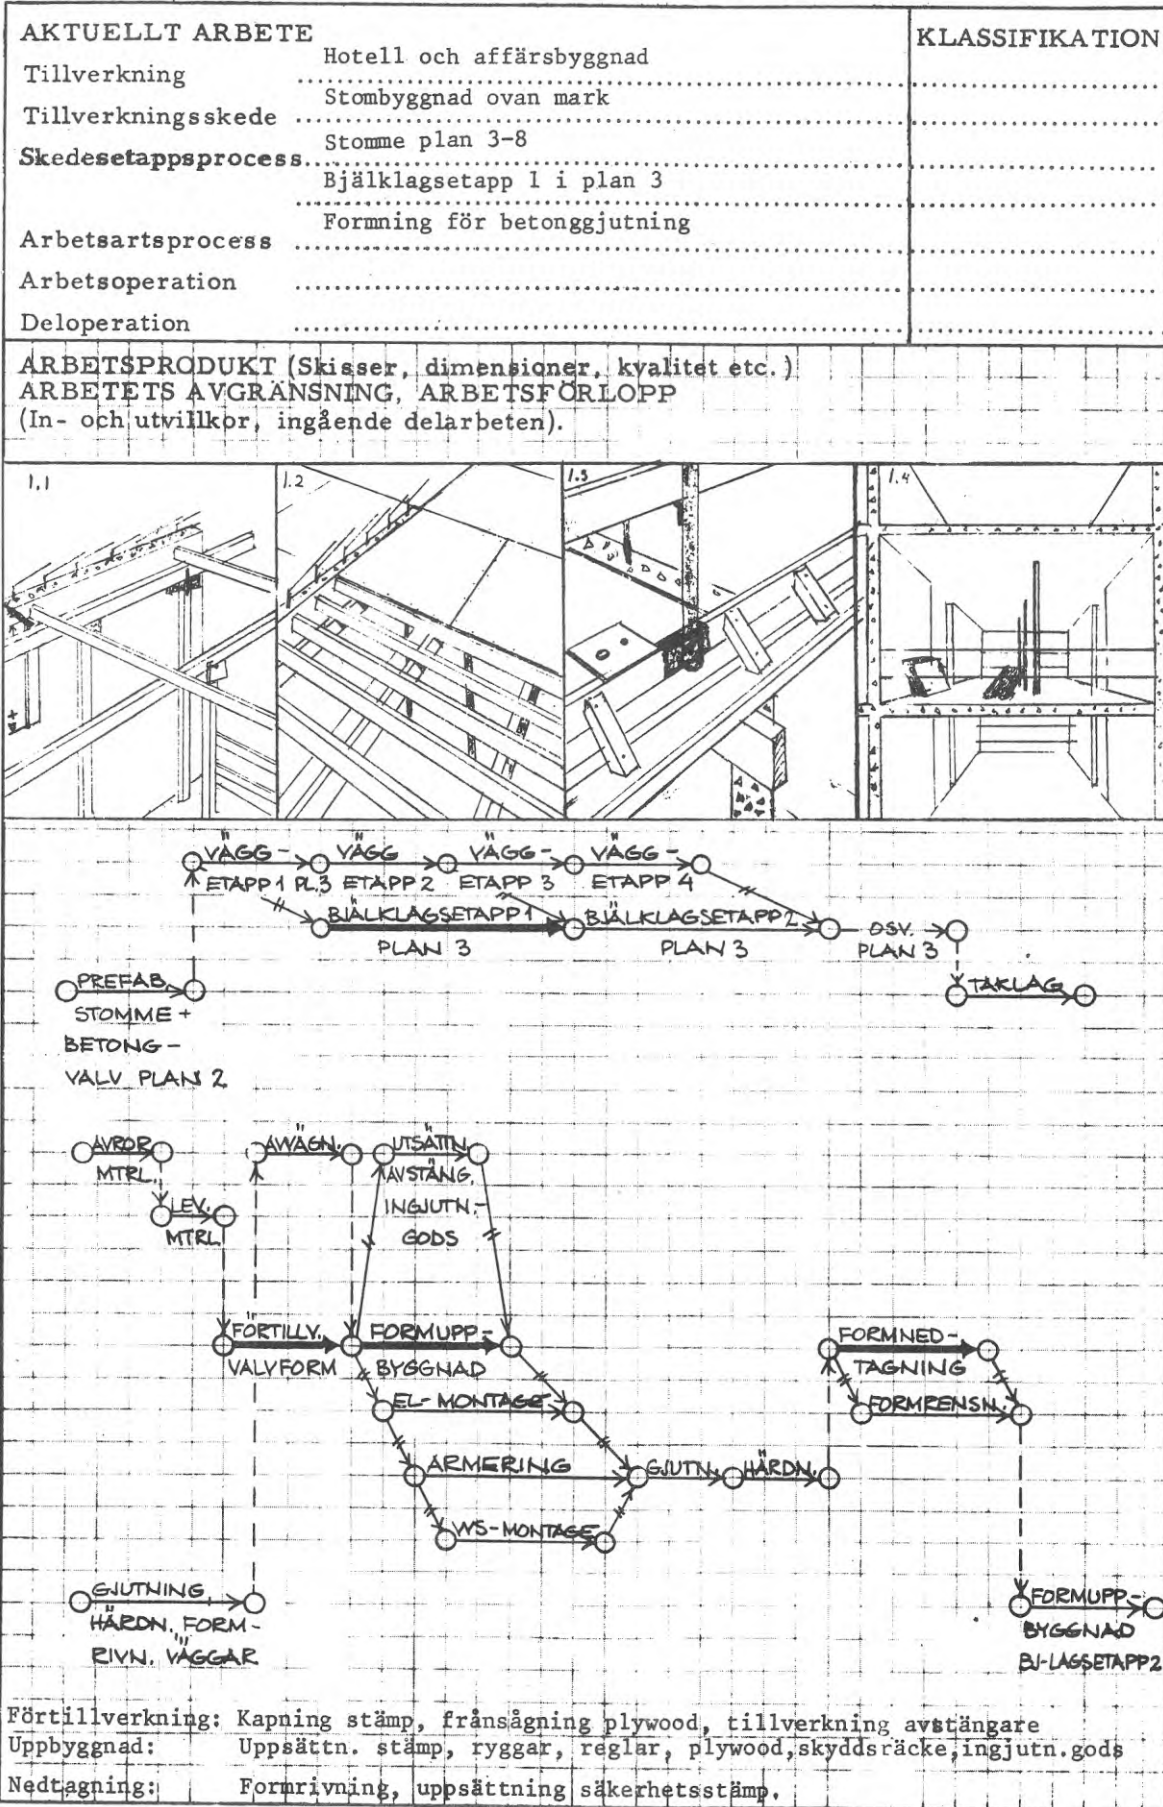 AKTUELLT ARBETE
KLASSIFIKATION
Tillverkning Hotell och affärsbyggnad
Tillverkningsskede Stombyggnad ovan mark
Skedesetappsprocess Stomme plan 3-8
Bjälklagsetapp 1 i plan 3
Arbetsartsprocess Formning för betonggjutning
Arbetsoperation
Deloperation
ARBETSPRODUKT (Skisser, dimensioner, kvalitet etc.)
ARBETETS AVGRÄNSNING, ARBETSFÖRLOPP
(In- och utvillkor, ingående delarbeten).
1.1
1.2
1.3
1.4
VÄGG-
ETAPP 1 PL.3
VÄGG
ETAPP 2
VÄGG-
ETAPP 3
VÄGG-
ETAPP 4
BJÄLKLAGSETAPP 1
PLAN 3
BJÄLKLAGSETAPP 2
PLAN 3
OSV.
PLAN 3
PREFAB.
STOMME +
BETONG-
VALV PLAN 2
TAKLAG
AVROP
MTRL.
LEV.
MTRL
AVVÄGN.
UTSÄTTN.
AVSTÄNG.
INGJUTN.-
GODS
FÖRTILLV.
VALVFORM
FORMUPP-
BYGGNAD
EL-MONTAGE
ARMERING
VVS-MONTAGE
GJUTN.
HÄRDN.
FORMNED-
TAGNING
FORMRENSN.
GJUTNING,
HÄRDN. FORM-
RIVN. VÄGGAR
FORMUPP-
BYGGNAD
BJ-LAGSETAPP2
Förtillverkning: Kapning stämp, frånsågning plywood, tillverkning avstängare
Uppbyggnad: Uppsättn. stämp, ryggar, reglar, plywood,skyddsräcke,ingjutn.gods
Nedtagning: Formrivning, uppsättning säkerhetsstämp.